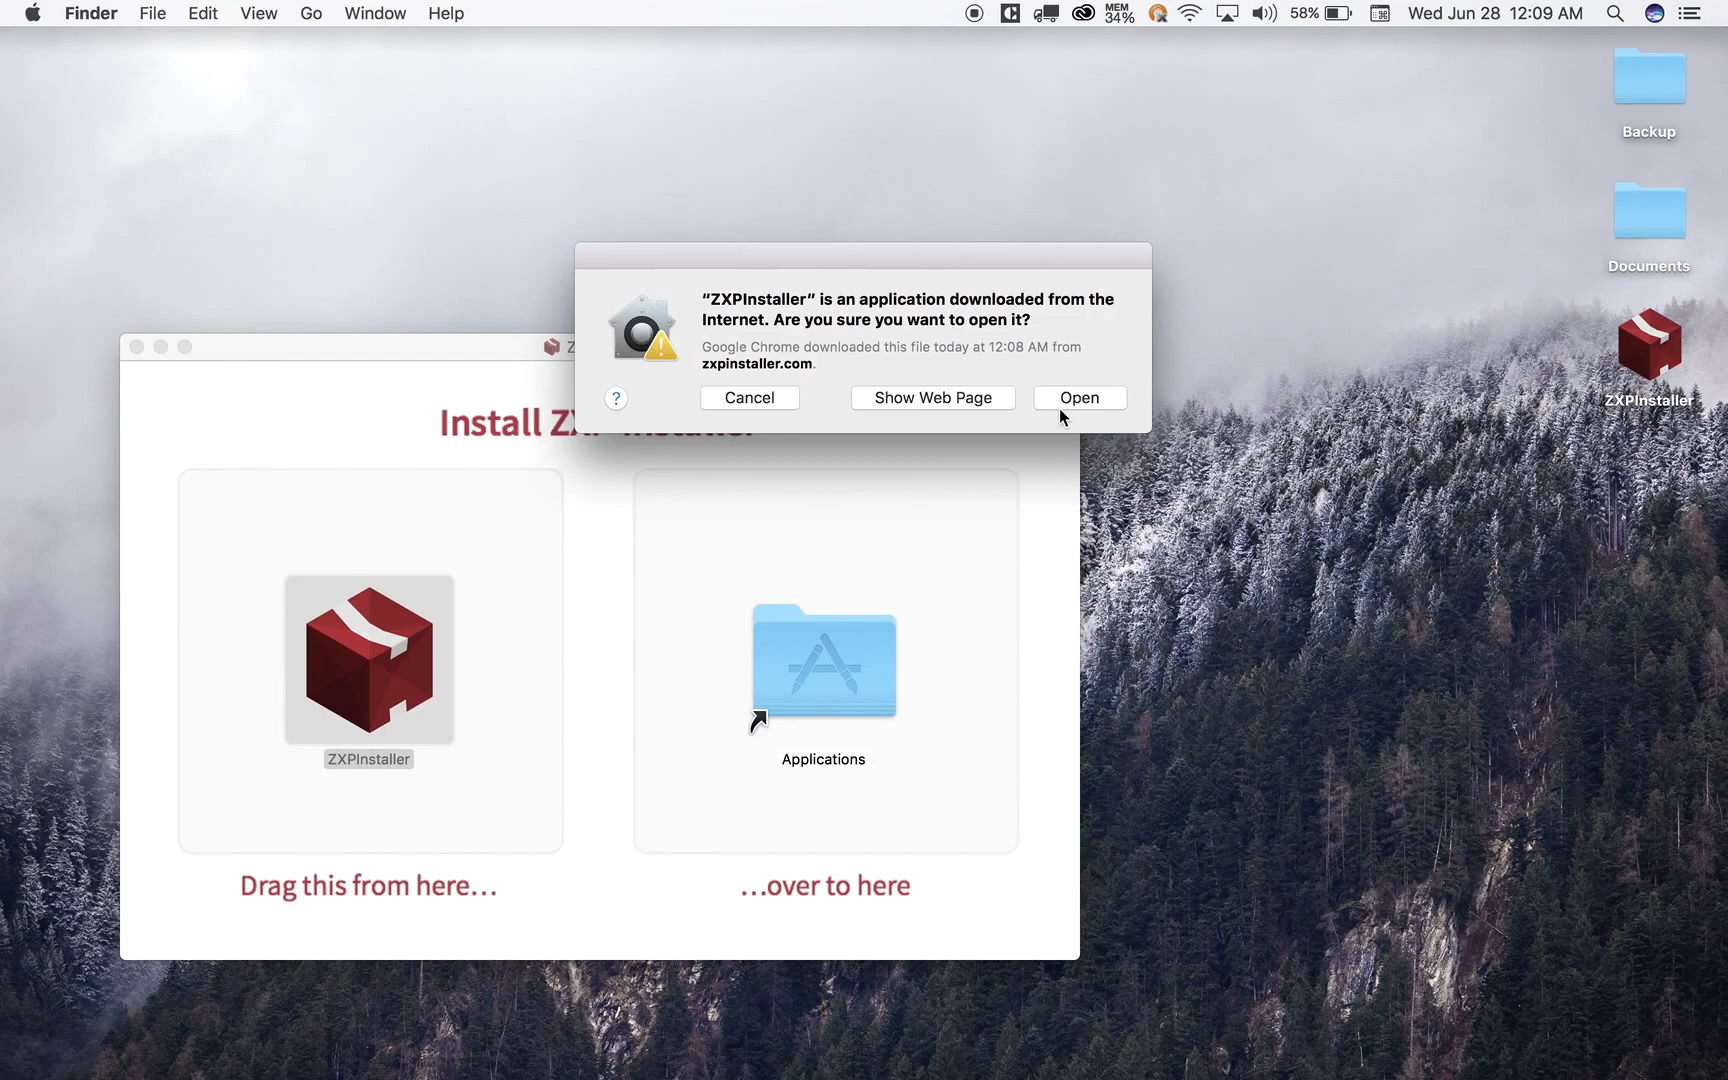 Finder File Edit View Go Window Help MEM 34% 58% Wed Jun 28 12:09 AM
Backup
Documents
ZXPInstaller
“ZXPInstaller” is an application downloaded from the
Internet. Are you sure you want to open it?
Google Chrome downloaded this file today at 12:08 AM from
zxpinstaller.com.
? Cancel Show Web Page Open
Z
Install
ZXPInstaller
Applications
Drag this from here…
…over to here